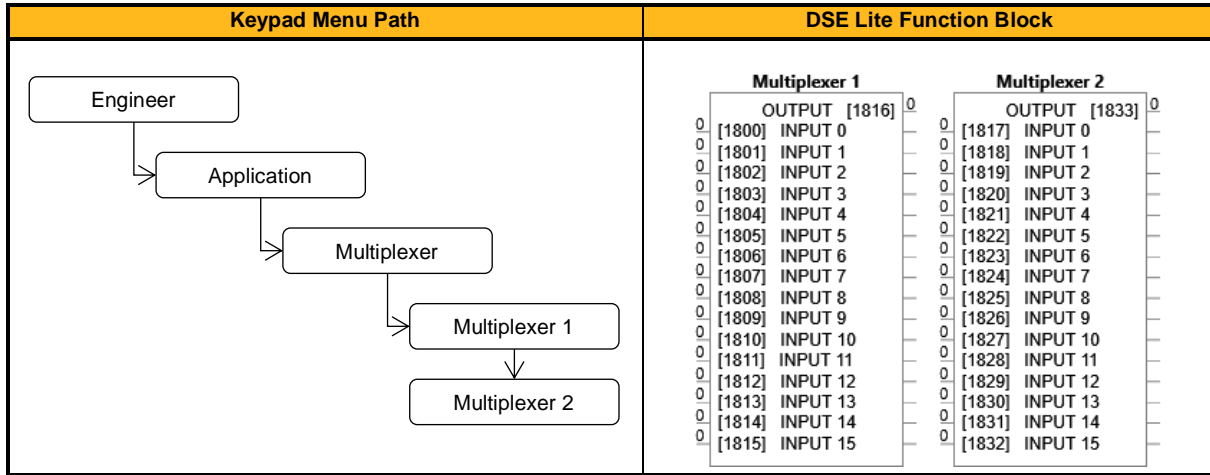 Keypad Menu Path
DSE Lite Function Block
Engineer
Application
Multiplexer
Multiplexer 1
Multiplexer 2
Multiplexer 1
OUTPUT [1816] 0
0 [1800] INPUT 0
0 [1801] INPUT 1
0 [1802] INPUT 2
0 [1803] INPUT 3
0 [1804] INPUT 4
0 [1805] INPUT 5
0 [1806] INPUT 6
0 [1807] INPUT 7
0 [1808] INPUT 8
0 [1809] INPUT 9
0 [1810] INPUT 10
0 [1811] INPUT 11
0 [1812] INPUT 12
0 [1813] INPUT 13
0 [1814] INPUT 14
0 [1815] INPUT 15
Multiplexer 2
OUTPUT [1833] 0
0 [1817] INPUT 0
0 [1818] INPUT 1
0 [1819] INPUT 2
0 [1820] INPUT 3
0 [1821] INPUT 4
0 [1822] INPUT 5
0 [1823] INPUT 6
0 [1824] INPUT 7
0 [1825] INPUT 8
0 [1826] INPUT 9
0 [1827] INPUT 10
0 [1828] INPUT 11
0 [1829] INPUT 12
0 [1830] INPUT 13
0 [1831] INPUT 14
0 [1832] INPUT 15